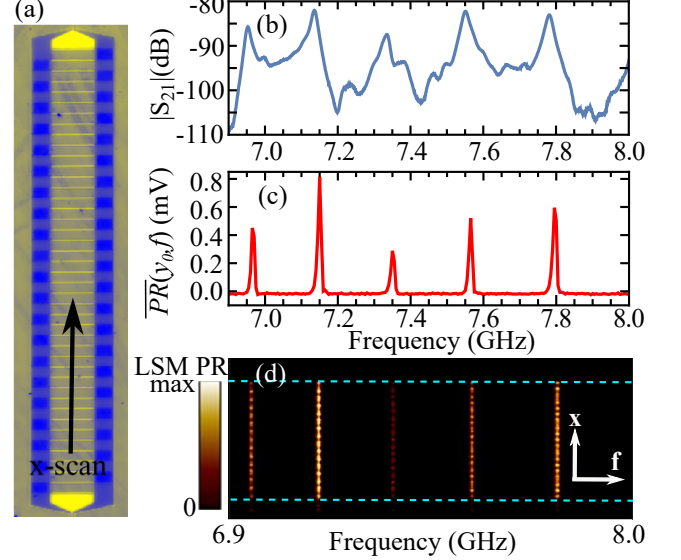 (a)
x-scan
(b)
|S21|(dB)
-80
-90
-100
-110
7.0 7.2 7.4 7.6 7.8 8.0
(c)
PR(y0,f) (mV)
0.8
0.6
0.4
0.2
0.0
7.0 7.2 7.4 7.6 7.8 8.0
Frequency (GHz)
LSM PR
max
0
(d)
x
f
6.9 8.0
Frequency (GHz)